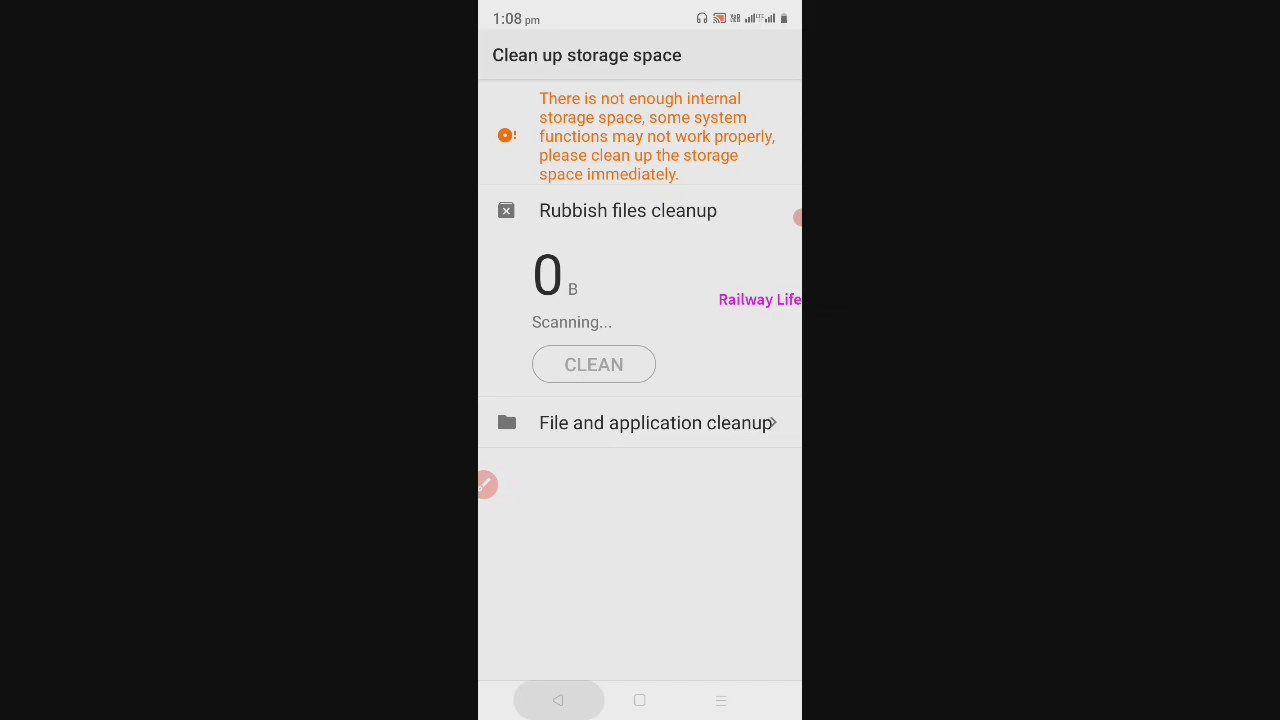 1:08 pm
Clean up storage space
There is not enough internal
storage space, some system
functions may not work properly,
please clean up the storage
space immediately.
Rubbish files cleanup
0 B
Railway Life
Scanning...
CLEAN
File and application cleanup